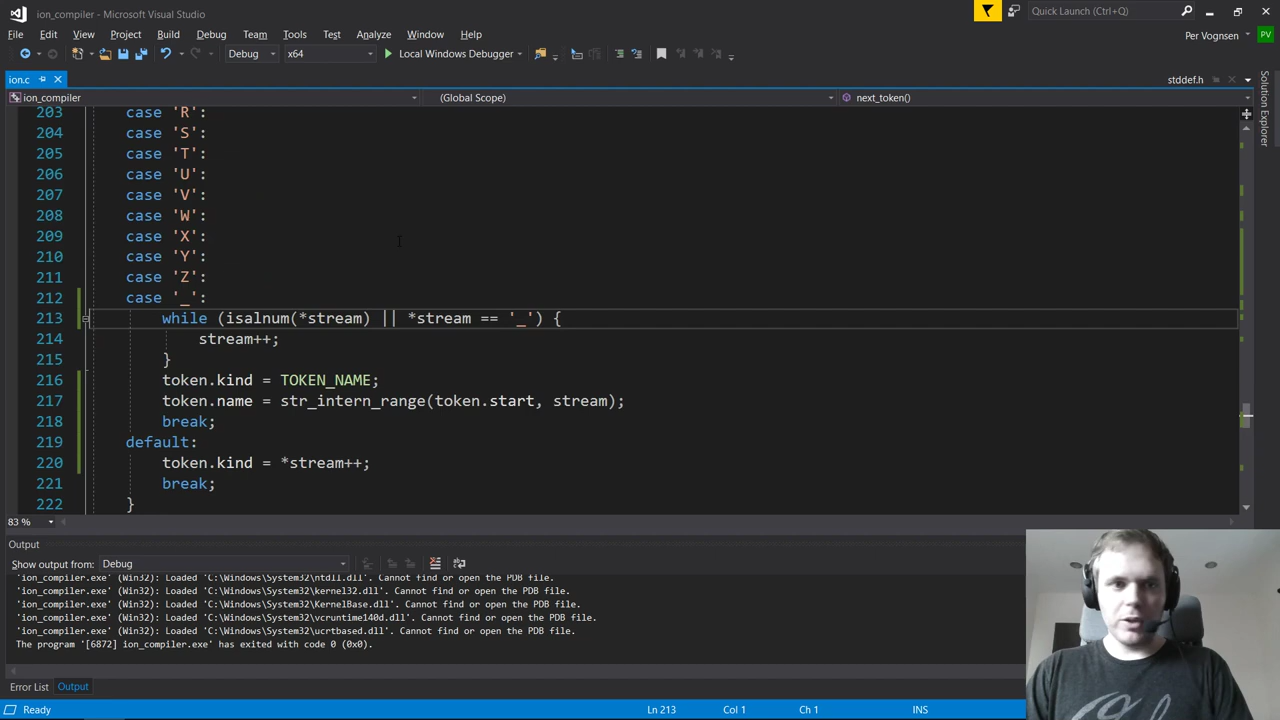 ion_compiler - Microsoft Visual Studio
Quick Launch (Ctrl+Q)
File Edit View Project Build Debug Team Tools Test Analyze Window Help
Per Vognsen PV
Debug x64 Local Windows Debugger
ion.c stddef.h
ion_compiler (Global Scope) next_token()
203 case 'R':
204 case 'S':
205 case 'T':
206 case 'U':
207 case 'V':
208 case 'W':
209 case 'X':
210 case 'Y':
211 case 'Z':
212 case '_':
213 while (isalnum(*stream) || *stream == '_') {
214 stream++;
215 }
216 token.kind = TOKEN_NAME;
217 token.name = str_intern_range(token.start, stream);
218 break;
219 default:
220 token.kind = *stream++;
221 break;
222 }
Solution Explorer
83 %
Output
Show output from: Debug
'ion_compiler.exe' (Win32): Loaded 'C:\Windows\System32\ntdll.dll'. Cannot find or open the PDB file.
'ion_compiler.exe' (Win32): Loaded 'C:\Windows\System32\kernel32.dll'. Cannot find or open the PDB file.
'ion_compiler.exe' (Win32): Loaded 'C:\Windows\System32\KernelBase.dll'. Cannot find or open the PDB file.
'ion_compiler.exe' (Win32): Loaded 'C:\Windows\System32\vcruntime140d.dll'. Cannot find or open the PDB file.
'ion_compiler.exe' (Win32): Loaded 'C:\Windows\System32\ucrtbased.dll'. Cannot find or open the PDB file.
The program '[6872] ion_compiler.exe' has exited with code 0 (0x0).
Error List Output
Ready Ln 213 Col 1 Ch 1 INS